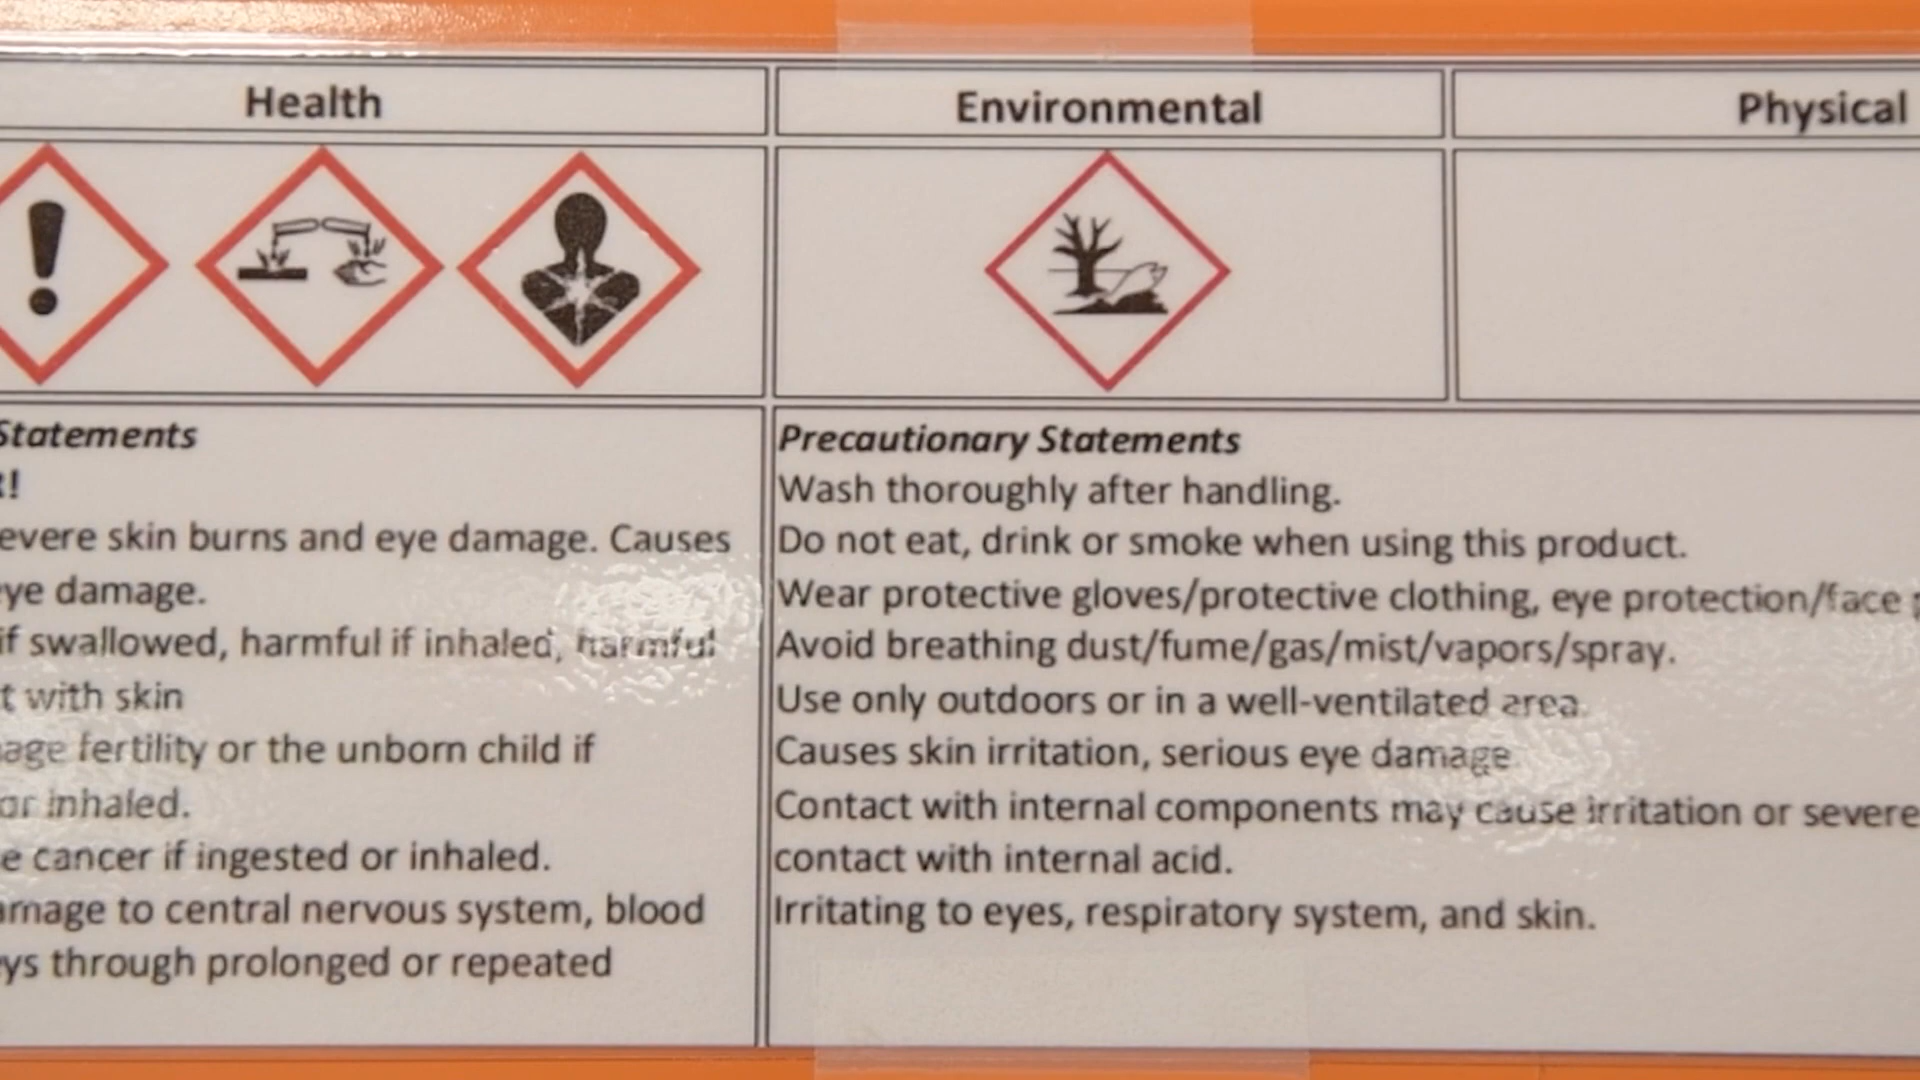 Health
Environmental
Physical
Statements
!
evere skin burns and eye damage. Causes
ye damage.
if swallowed, harmful if inhaled, harmful
t with skin
age fertility or the unborn child if
or inhaled.
e cancer if ingested or inhaled.
amage to central nervous system, blood
ys through prolonged or repeated
Precautionary Statements
Wash thoroughly after handling.
Do not eat, drink or smoke when using this product.
Wear protective gloves/protective clothing, eye protection/face
Avoid breathing dust/fume/gas/mist/vapors/spray.
Use only outdoors or in a well-ventilated area.
Causes skin irritation, serious eye damage
Contact with internal components may cause irritation or severe
contact with internal acid.
Irritating to eyes, respiratory system, and skin.